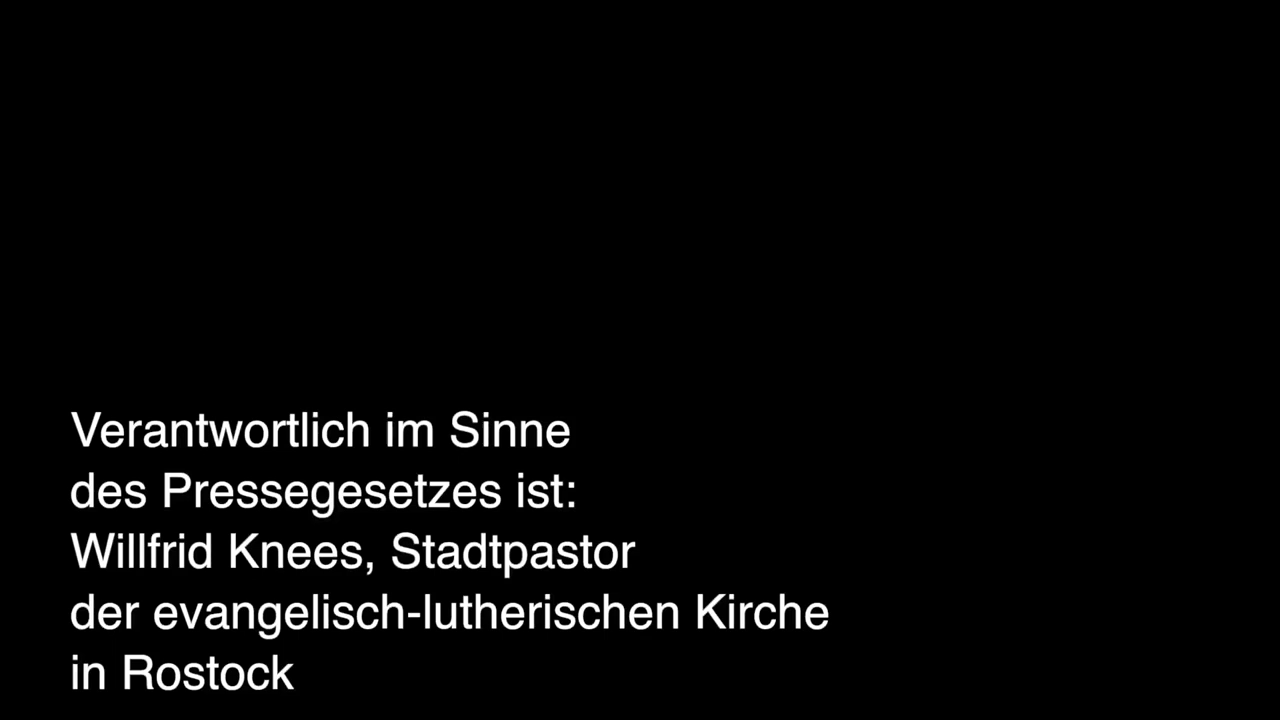 Verantwortlich im Sinne
des Pressegesetzes ist:
Willfrid Knees, Stadtpastor
der evangelisch-lutherischen Kirche
in Rostock